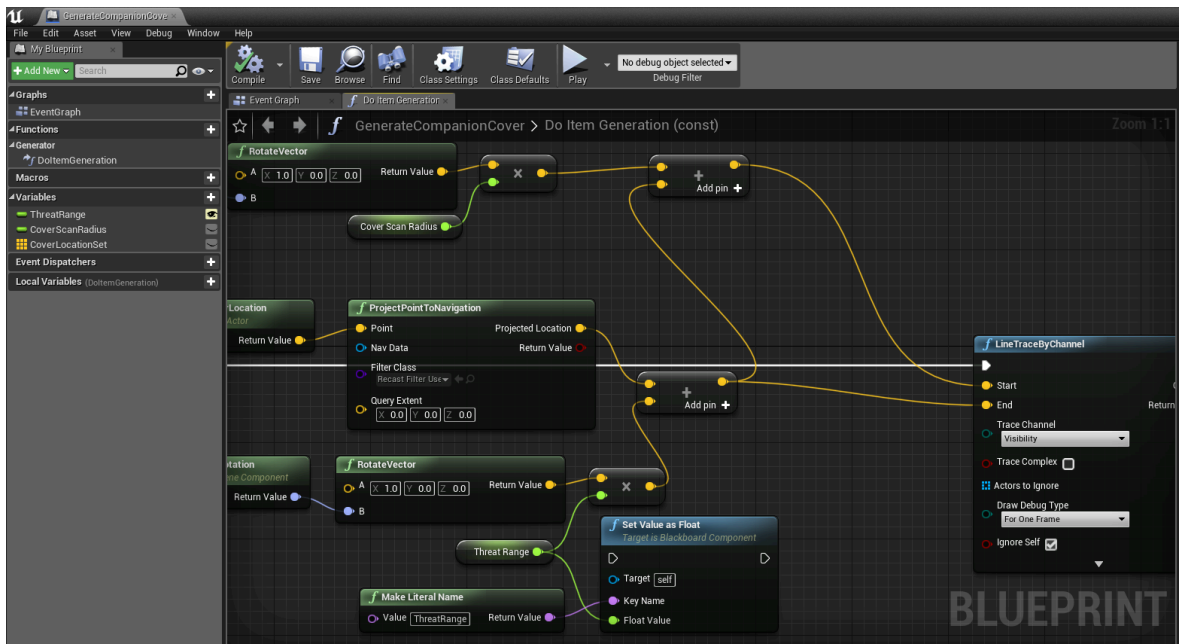 GenerateCompanionCove
File Edit Asset View Debug Window Help
My Blueprint
+ Add New
Search
Compile
Save
Browse
Find
Class Settings
Class Defaults
Play
No debug object selected
Debug Filter
Graphs
EventGraph
Functions
Generator
DoItemGeneration
Macros
Variables
ThreatRange
CoverScanRadius
CoverLocationSet
Event Dispatchers
Local Variables (DoItemGeneration)
Event Graph
f Do Item Generation
f GenerateCompanionCover > Do Item Generation (const)
Zoom 1:1
f RotateVector
A X 1.0 Y 0.0 Z 0.0
Return Value
B
×
+
Add pin +
Cover Scan Radius
Location
Actor
Return Value
f ProjectPointToNavigation
Point
Projected Location
Nav Data
Return Value
Filter Class
Recast Filter Use
Query Extent
X 0.0 Y 0.0 Z 0.0
+
Add pin +
f LineTraceByChannel
Start
End
Return
Trace Channel
Visibility
Trace Complex
Actors to Ignore
Draw Debug Type
For One Frame
Ignore Self
tation
ne Component
Return Value
f RotateVector
A X 1.0 Y 0.0 Z 0.0
Return Value
B
×
Threat Range
f Set Value as Float
Target is Blackboard Component
Target self
Key Name
Float Value
f Make Literal Name
Value ThreatRange
Return Value
BLUEPRINT